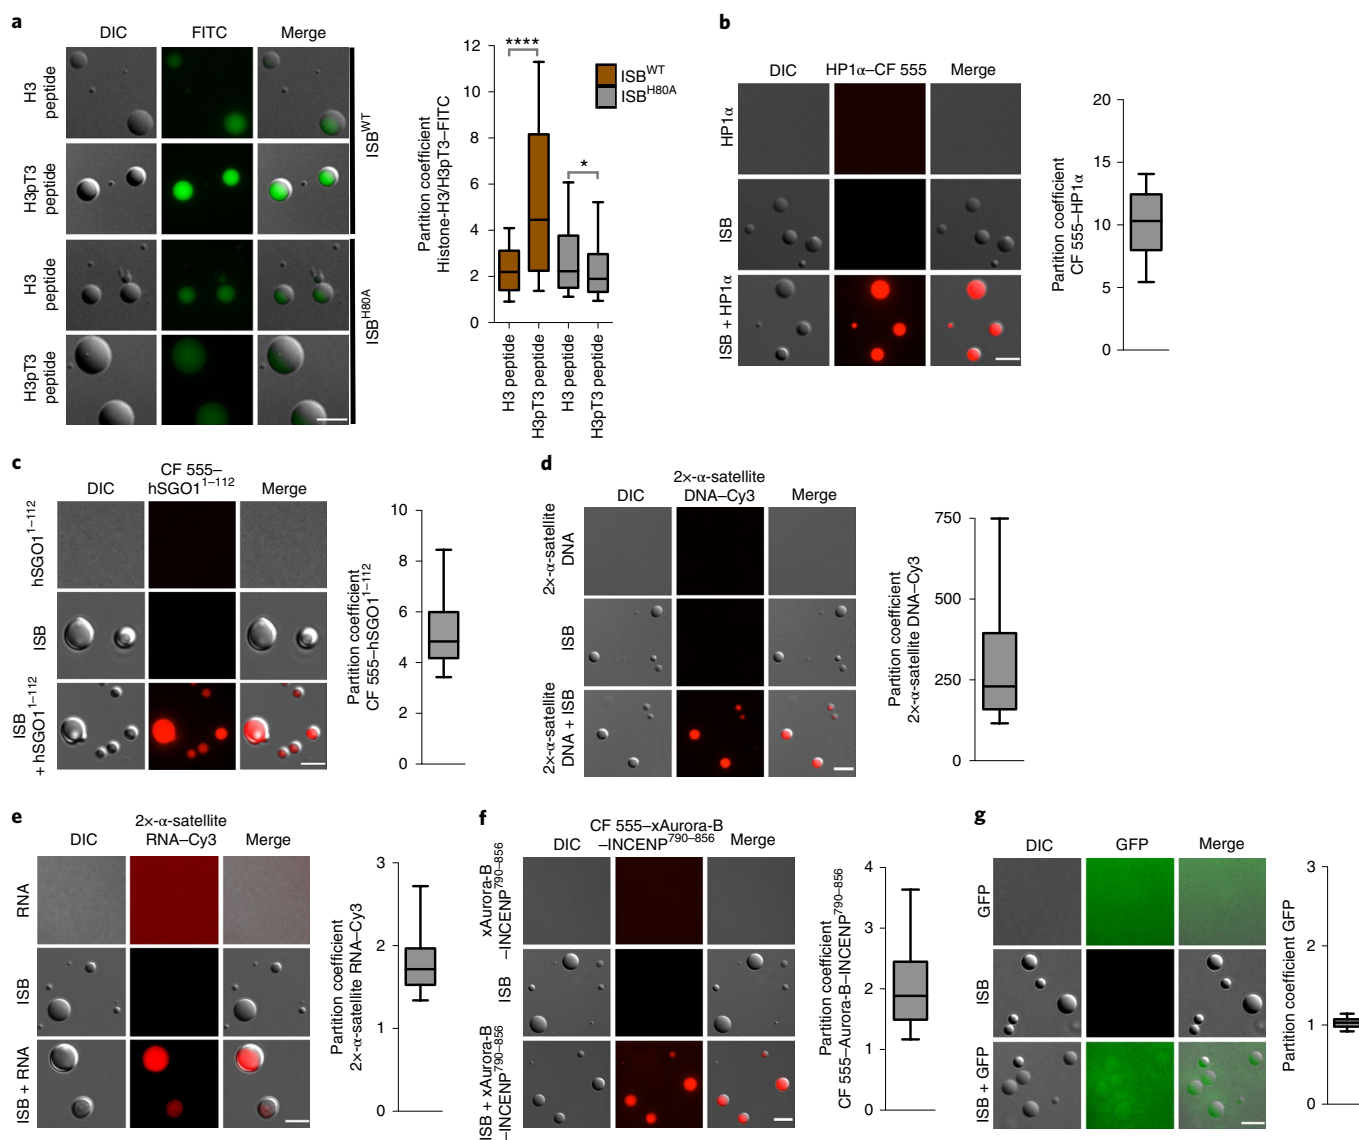 a
DIC
FITC
Merge
H3
peptide
H3pT3
peptide
H3
peptide
H3pT3
peptide
ISBWT
ISBH80A
Partition coefficient
Histone-H3/H3pT3–FITC
12
10
8
6
4
2
0
****
*
ISBWT
ISBH80A
H3 peptide
H3pT3 peptide
H3 peptide
H3pT3 peptide
b
DIC
HP1α–CF 555
Merge
HP1α
ISB
ISB + HP1α
Partition coefficient
CF 555–HP1α
20
15
10
5
0
c
DIC
CF 555–
hSGO11–112
Merge
hSGO11–112
ISB
ISB
+ hSGO11–112
Partition coefficient
CF 555–hSGO11–112
10
8
6
4
2
0
d
DIC
2×-α-satellite
DNA–Cy3
Merge
2×-α-satellite
DNA
ISB
2×-α-satellite
DNA + ISB
Partition coefficient
2×-α-satellite DNA–Cy3
750
500
250
0
e
DIC
2×-α-satellite
RNA–Cy3
Merge
RNA
ISB
ISB + RNA
Partition coefficient
2×-α-satellite RNA–Cy3
3
2
1
0
f
DIC
CF 555–xAurora-B
–INCENP790–856
Merge
xAurora-B
–INCENP790–856
ISB
ISB + xAurora-B
–INCENP790–856
Partition coefficient
CF 555–Aurora-B–INCENP790–856
4
3
2
1
0
g
DIC
GFP
Merge
GFP
ISB
ISB + GFP
Partition coefficient GFP
3
2
1
0